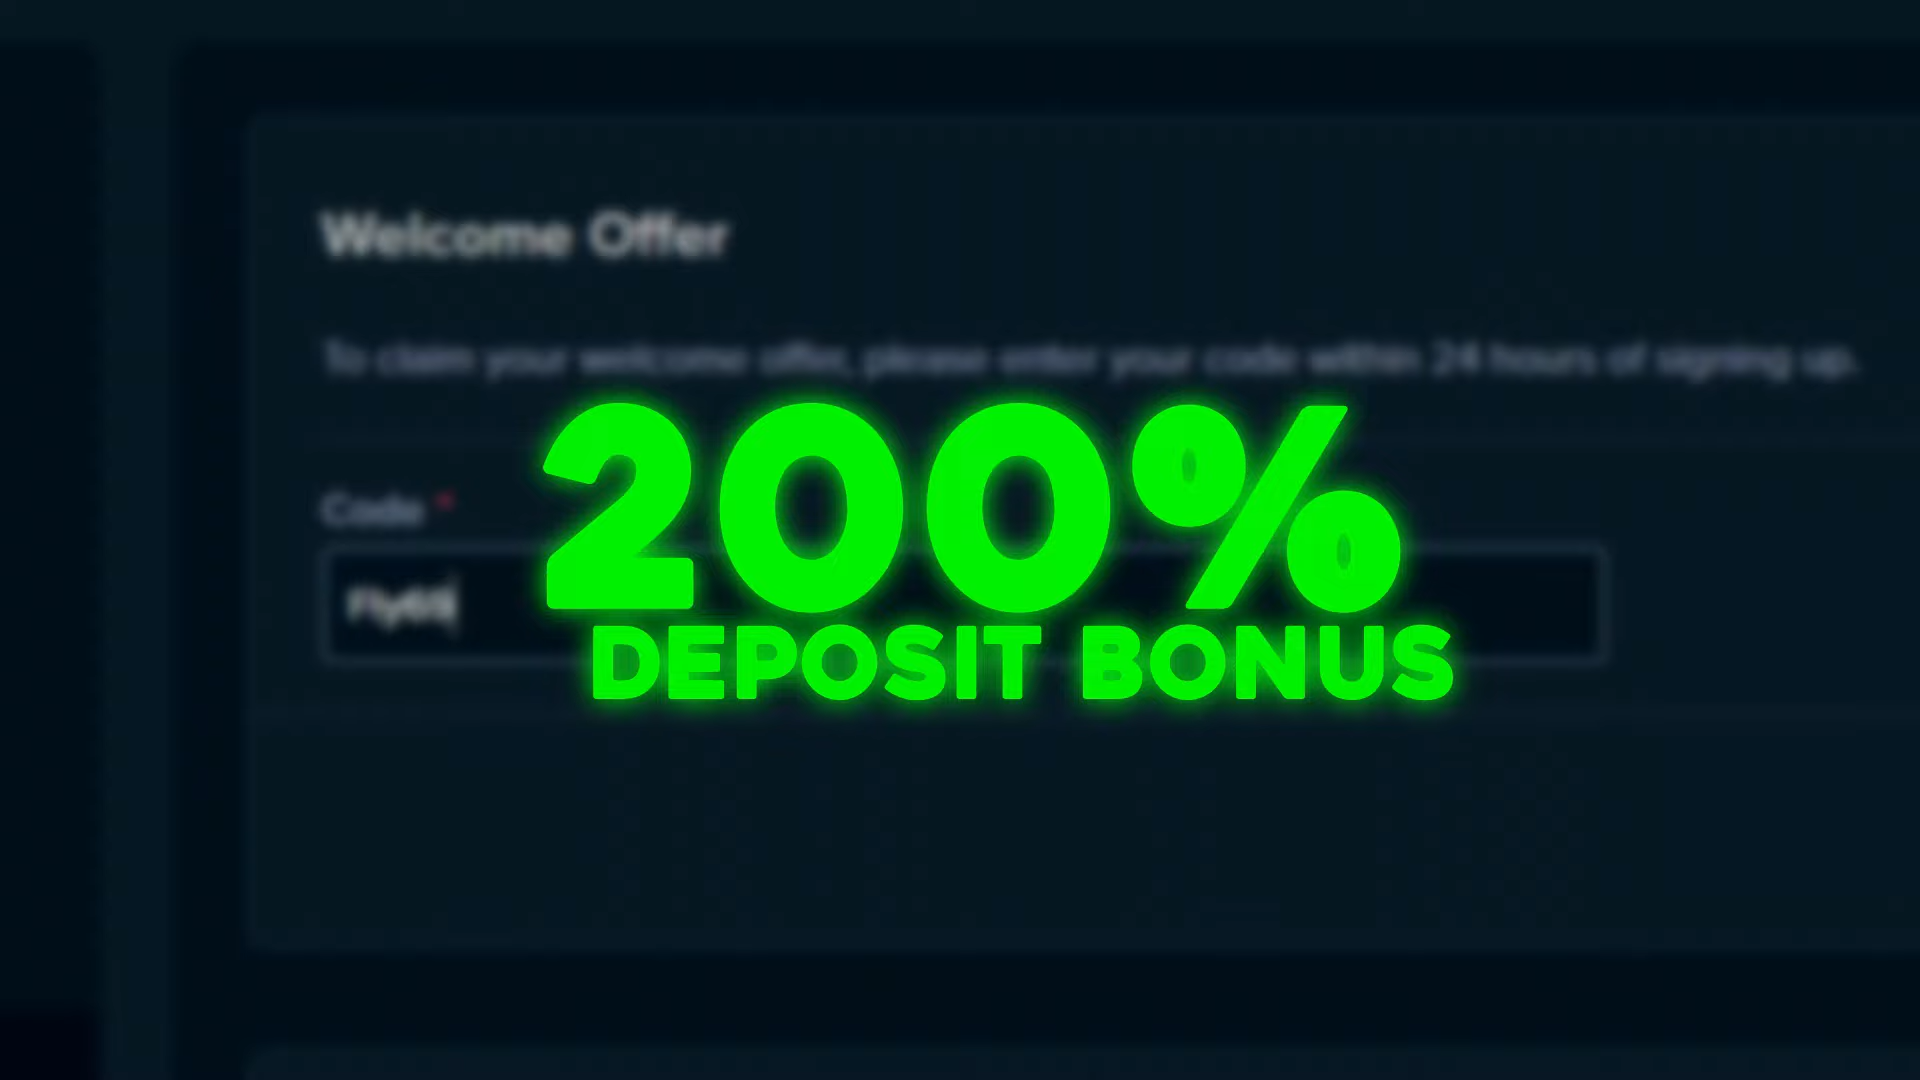 Welcome Offer
To claim your welcome offer, please enter your code within 24 hours of signing up.
200%
Code *
DEPOSIT BONUS